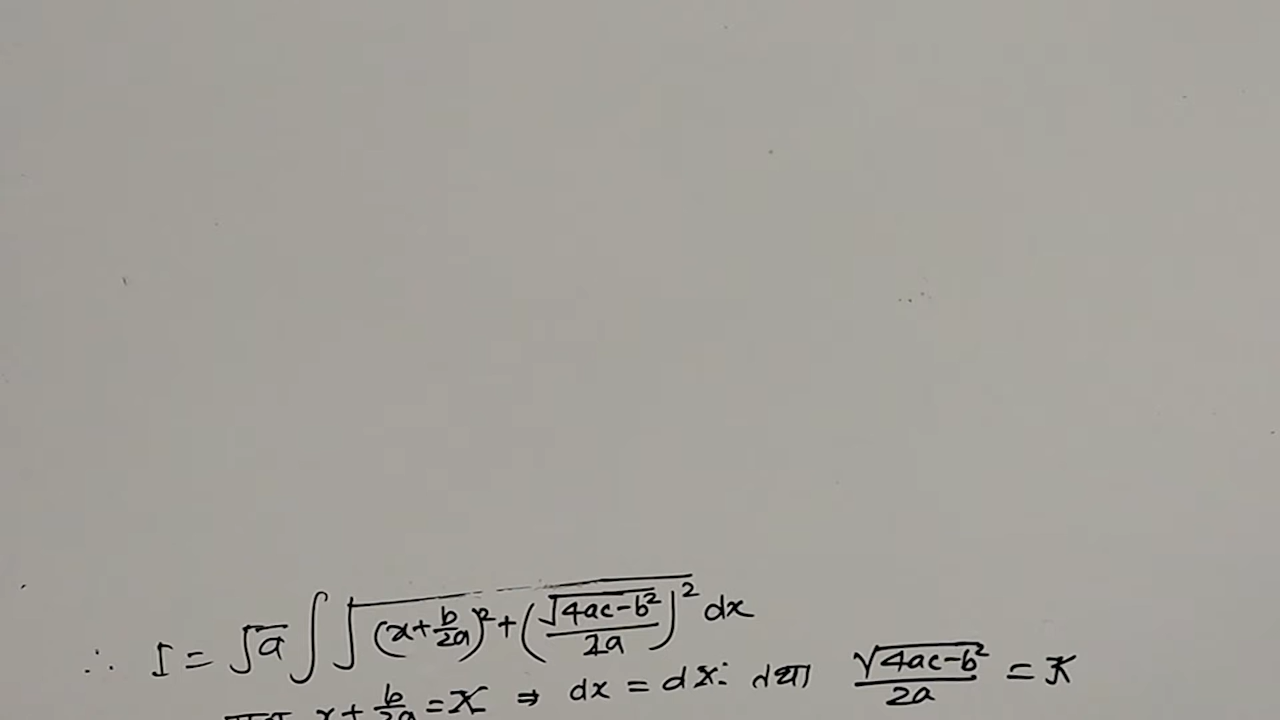 ∴ I = √a ∫ √((x + b/2a)² + (√(4ac-b²)/2a)²) dx
x + b/2a = X ⇒ dx = dX तथा √(4ac-b²)/2a = K